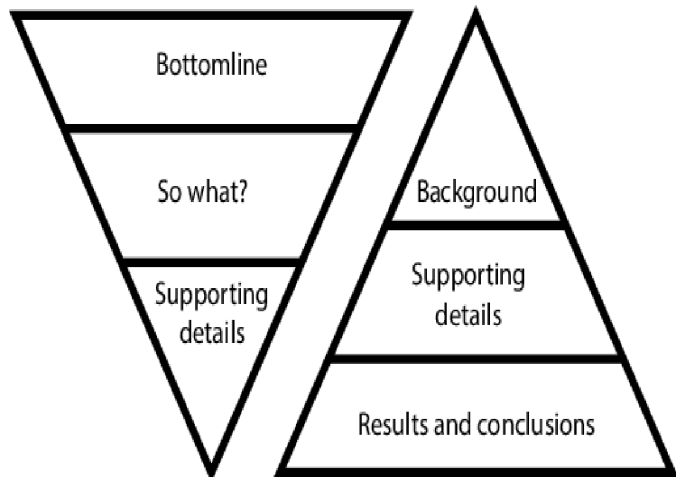 Bottomline
So what?
Supporting
details
Background
Supporting
details
Results and conclusions